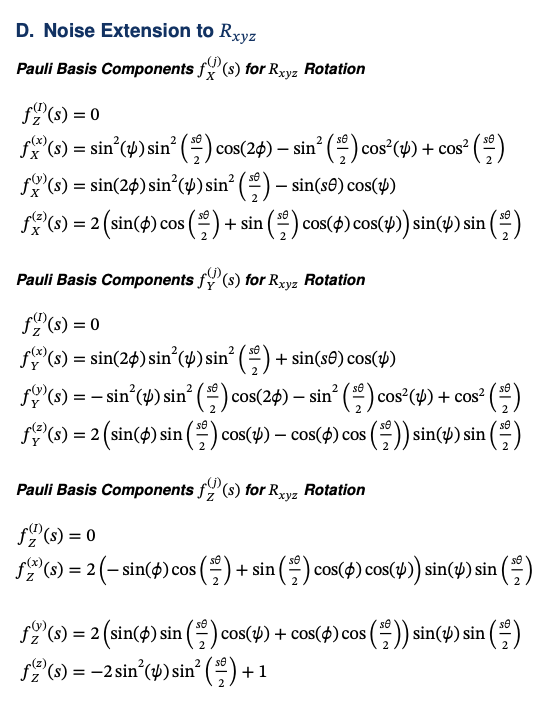 D. Noise Extension to R_{xyz}
Pauli Basis Components f_X^{(j)}(s) for R_{xyz} Rotation
f_Z^{(I)}(s) = 0
f_X^{(x)}(s) = sin²(ψ) sin²(sθ/2) cos(2ϕ) − sin²(sθ/2) cos²(ψ) + cos²(sθ/2)
f_X^{(y)}(s) = sin(2ϕ) sin²(ψ) sin²(sθ/2) − sin(sθ) cos(ψ)
f_X^{(z)}(s) = 2 (sin(ϕ) cos(sθ/2) + sin(sθ/2) cos(ϕ) cos(ψ)) sin(ψ) sin(sθ/2)
Pauli Basis Components f_Y^{(j)}(s) for R_{xyz} Rotation
f_Z^{(I)}(s) = 0
f_Y^{(x)}(s) = sin(2ϕ) sin²(ψ) sin²(sθ/2) + sin(sθ) cos(ψ)
f_Y^{(y)}(s) = − sin²(ψ) sin²(sθ/2) cos(2ϕ) − sin²(sθ/2) cos²(ψ) + cos²(sθ/2)
f_Y^{(z)}(s) = 2 (sin(ϕ) sin(sθ/2) cos(ψ) − cos(ϕ) cos(sθ/2)) sin(ψ) sin(sθ/2)
Pauli Basis Components f_Z^{(j)}(s) for R_{xyz} Rotation
f_Z^{(I)}(s) = 0
f_Z^{(x)}(s) = 2 (− sin(ϕ) cos(sθ/2) + sin(sθ/2) cos(ϕ) cos(ψ)) sin(ψ) sin(sθ/2)
f_Z^{(y)}(s) = 2 (sin(ϕ) sin(sθ/2) cos(ψ) + cos(ϕ) cos(sθ/2)) sin(ψ) sin(sθ/2)
f_Z^{(z)}(s) = −2 sin²(ψ) sin²(sθ/2) + 1